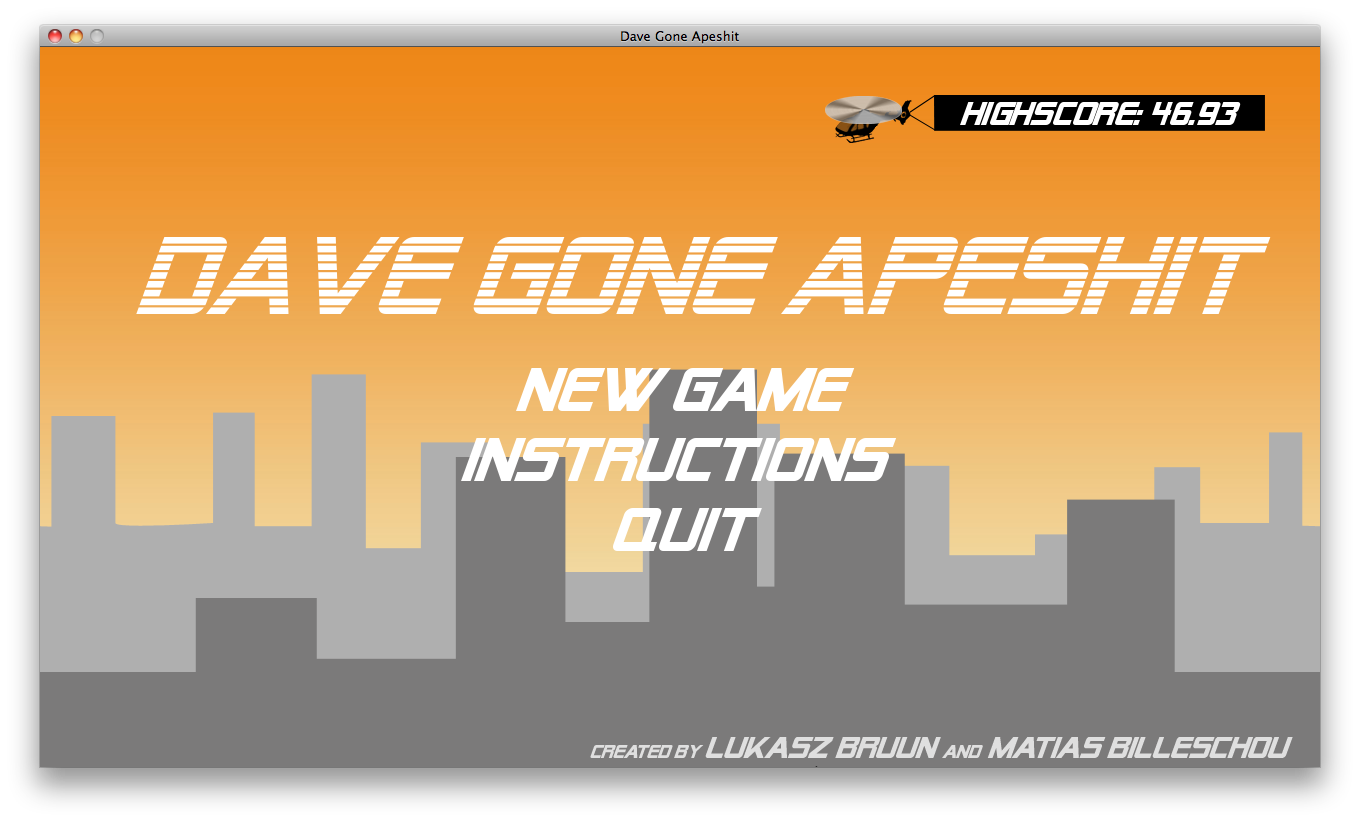 Dave Gone Apeshit
HIGHSCORE: 46.93
DAVE GONE APESHIT
NEW GAME
INSTRUCTIONS
QUIT
CREATED BY LUKASZ BRUUN AND MATIAS BILLESCHOU